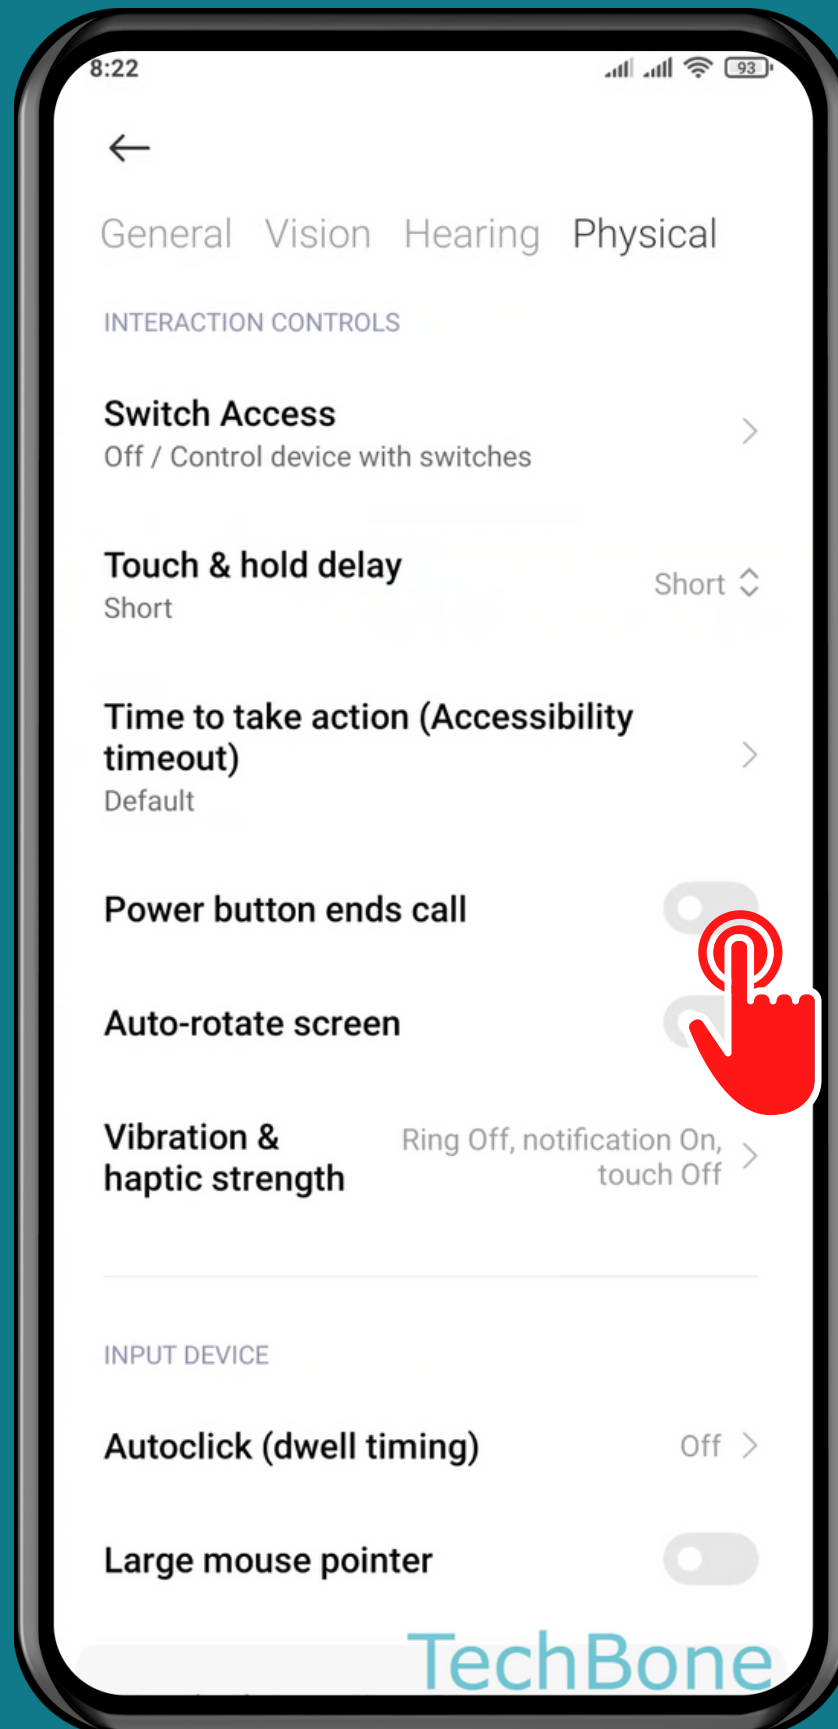 8:22
93
General Vision Hearing Physical
INTERACTION CONTROLS
Switch Access
Off / Control device with switches
Touch & hold delay
Short
Short
Time to take action (Accessibility
timeout)
Default
Power button ends call
Auto-rotate screen
Vibration &
haptic strength
Ring Off, notification On,
touch Off
INPUT DEVICE
Autoclick (dwell timing)
Off
Large mouse pointer
TechBone